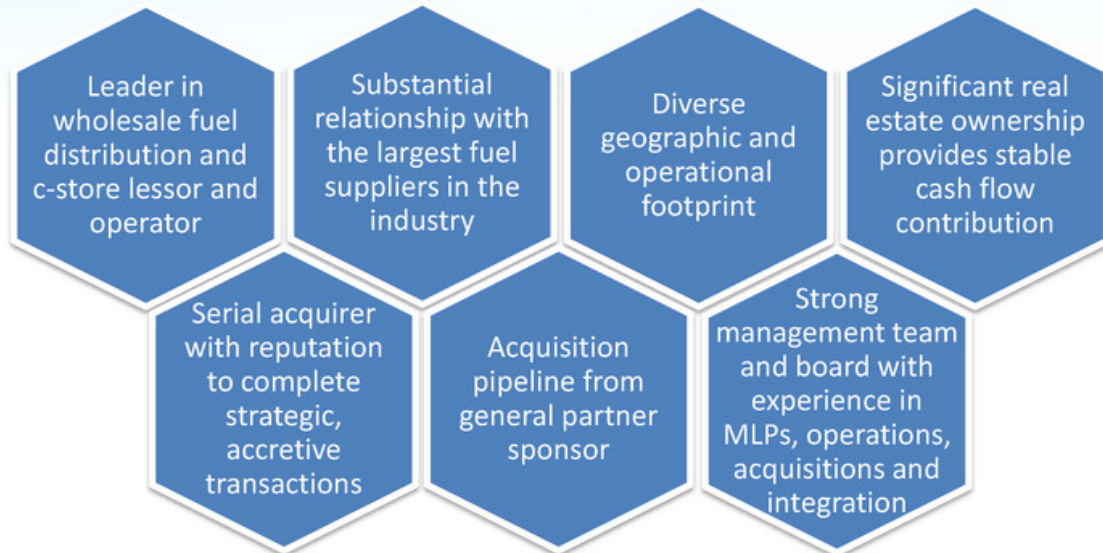 Leader in
wholesale fuel
distribution and
c-store lessor and
operator
Substantial
relationship with
the largest fuel
suppliers in the
industry
Diverse
geographic and
operational
footprint
Significant real
estate ownership
provides stable
cash flow
contribution
Serial acquirer
with reputation
to complete
strategic,
accretive
transactions
Acquisition
pipeline from
general partner
sponsor
Strong
management team
and board with
experience in
MLPs, operations,
acquisitions and
integration